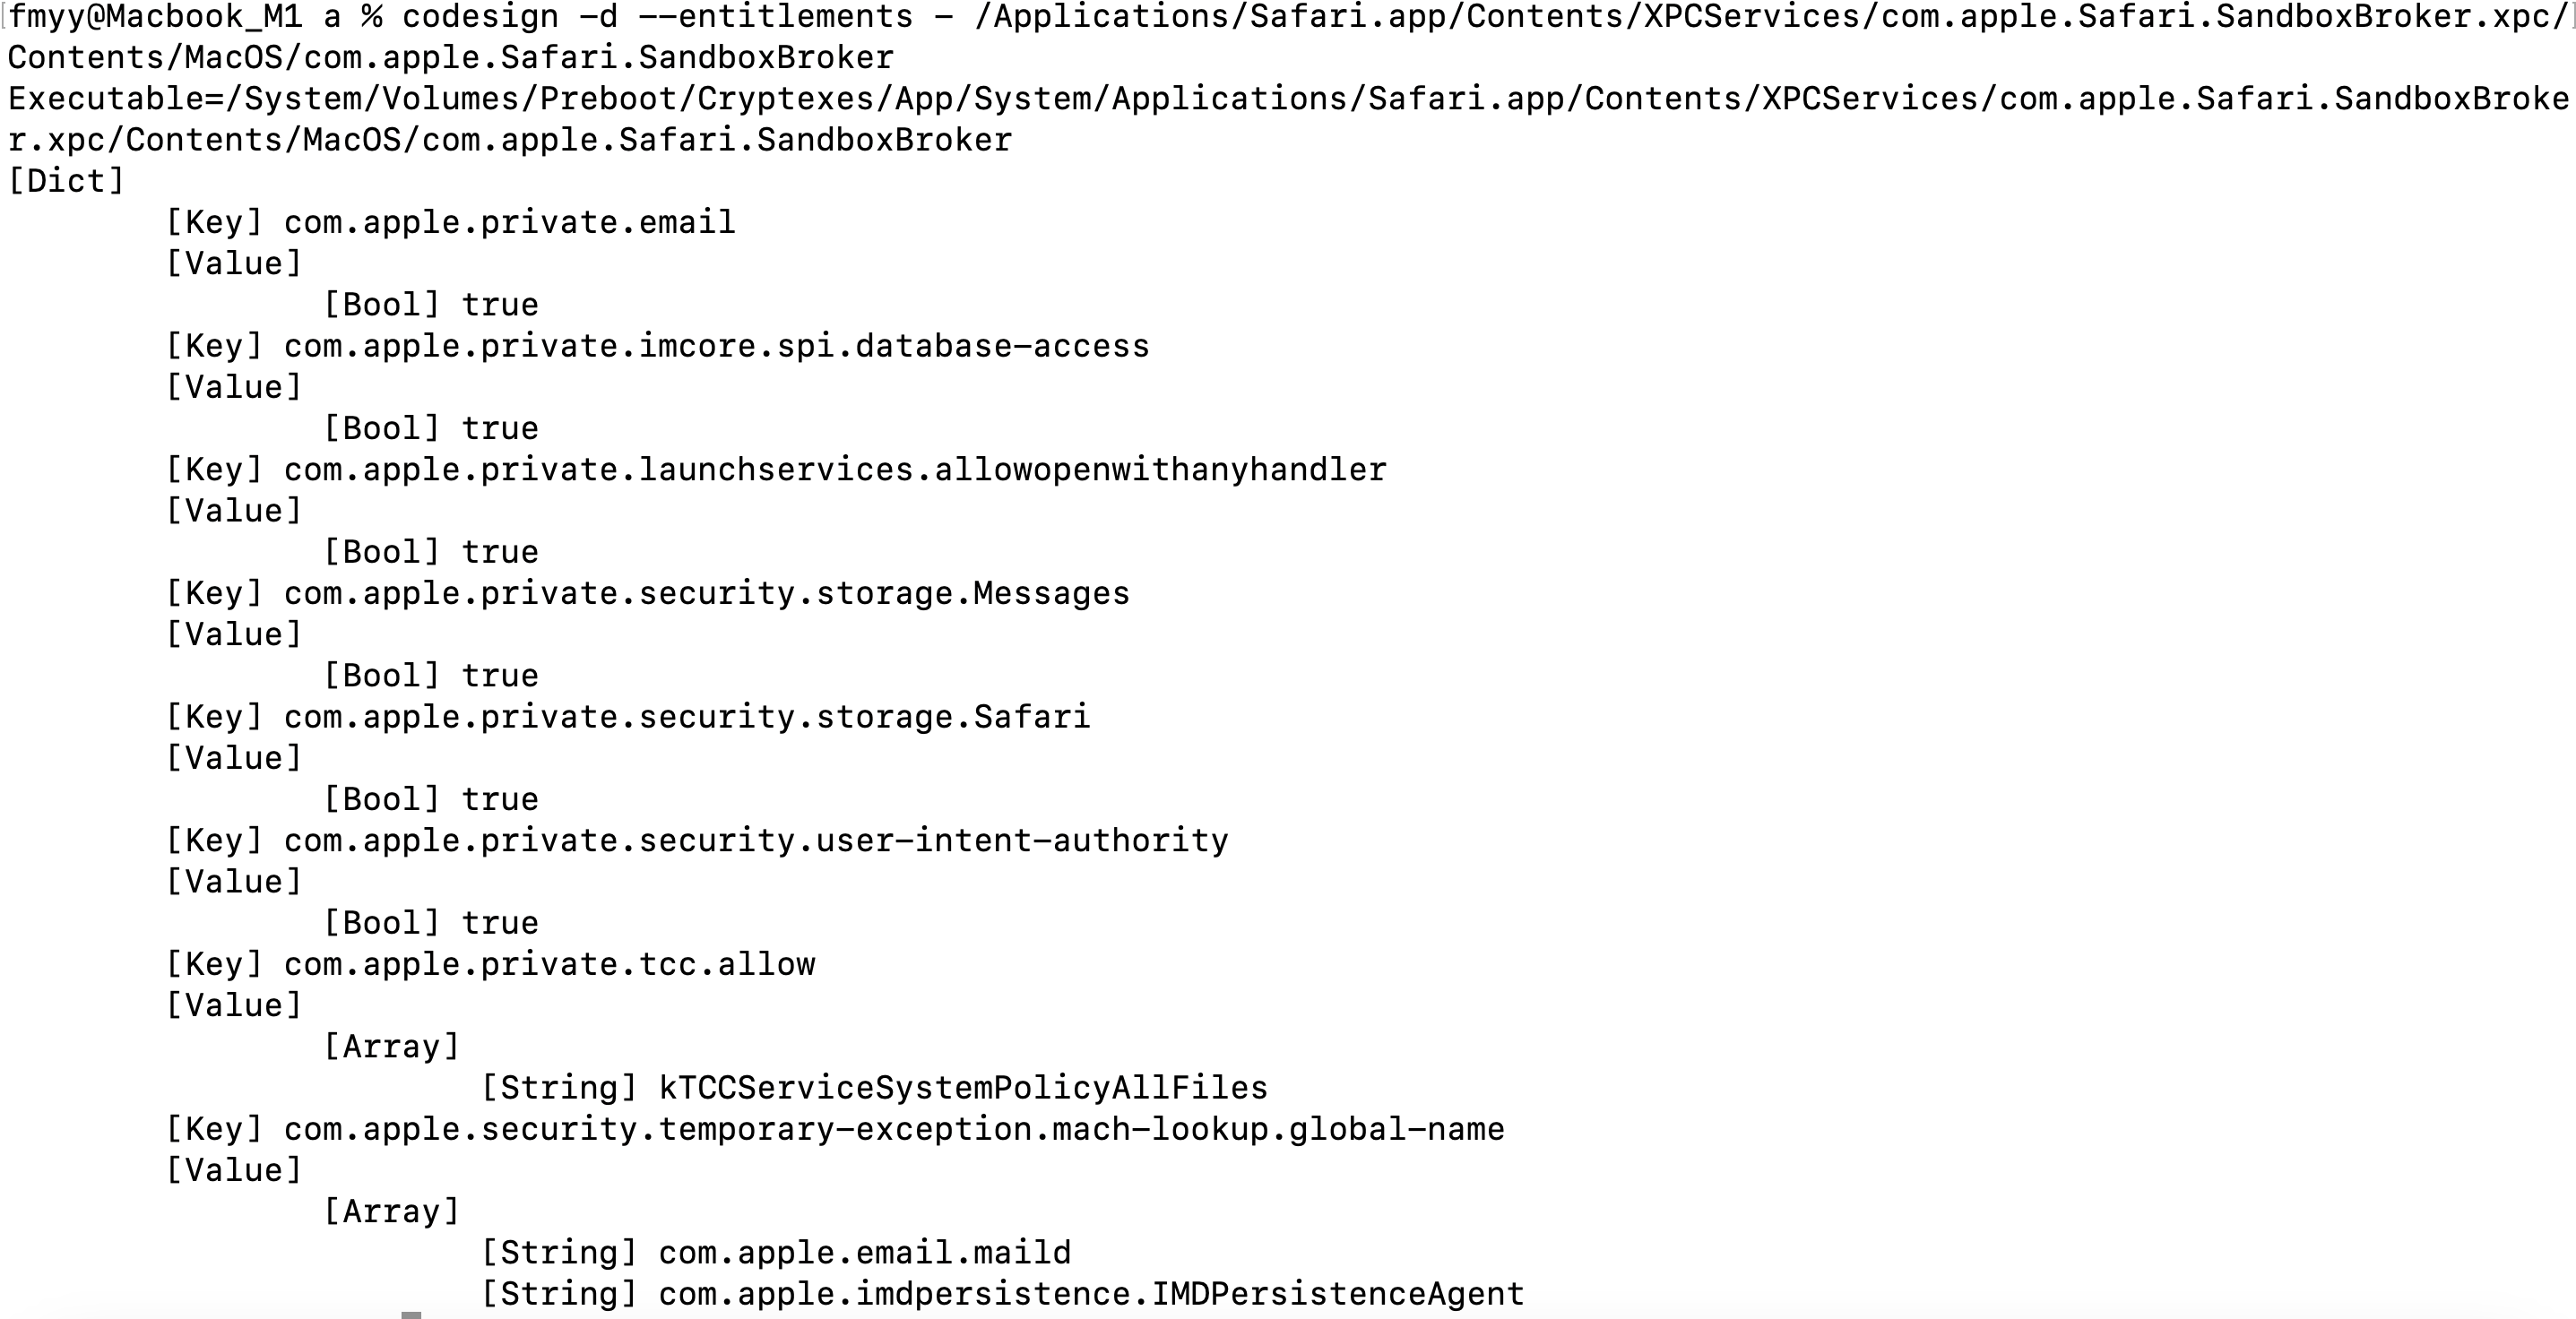 fmyy@Macbook_M1 a % codesign -d --entitlements - /Applications/Safari.app/Contents/XPCServices/com.apple.Safari.SandboxBroker.xpc/
Contents/MacOS/com.apple.Safari.SandboxBroker
Executable=/System/Volumes/Preboot/Cryptexes/App/System/Applications/Safari.app/Contents/XPCServices/com.apple.Safari.SandboxBroke
r.xpc/Contents/MacOS/com.apple.Safari.SandboxBroker
[Dict]
[Key] com.apple.private.email
[Value]
[Bool] true
[Key] com.apple.private.imcore.spi.database-access
[Value]
[Bool] true
[Key] com.apple.private.launchservices.allowopenwithanyhandler
[Value]
[Bool] true
[Key] com.apple.private.security.storage.Messages
[Value]
[Bool] true
[Key] com.apple.private.security.storage.Safari
[Value]
[Bool] true
[Key] com.apple.private.security.user-intent-authority
[Value]
[Bool] true
[Key] com.apple.private.tcc.allow
[Value]
[Array]
[String] kTCCServiceSystemPolicyAllFiles
[Key] com.apple.security.temporary-exception.mach-lookup.global-name
[Value]
[Array]
[String] com.apple.email.maild
[String] com.apple.imdpersistence.IMDPersistenceAgent